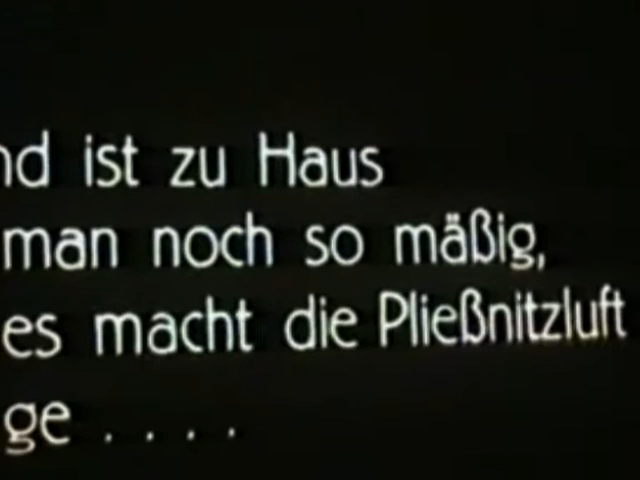 nd ist zu Haus
man noch so mäßig,
es macht die Pließnitzluft
ge . . . .